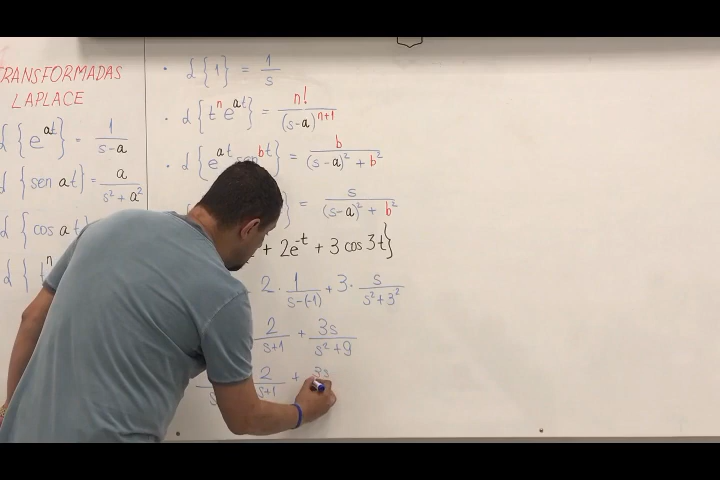 TRANSFORMADAS
LAPLACE
ℒ{e^{at}} = 1/(s-a)
ℒ{sen at} = a/(s²+a²)
ℒ{cos at}
ℒ{t^n
• ℒ{1} = 1/s
• ℒ{t^n e^{at}} = n!/(s-a)^{n+1}
• ℒ{e^{at} sen bt} = b/((s-a)²+b²)
} = s/((s-a)²+b²)
+ 2e^{-t} + 3 cos 3t}
2·1/(s-(-1)) + 3·s/(s²+3²)
2/(s+1) + 3s/(s²+9)
2/(s+1) + 3s